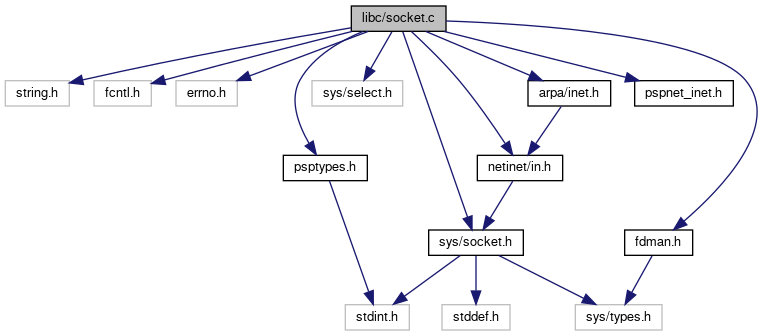 libc/socket.c
string.h
fcntl.h
errno.h
sys/select.h
arpa/inet.h
pspnet_inet.h
psptypes.h
netinet/in.h
sys/socket.h
fdman.h
stdint.h
stddef.h
sys/types.h